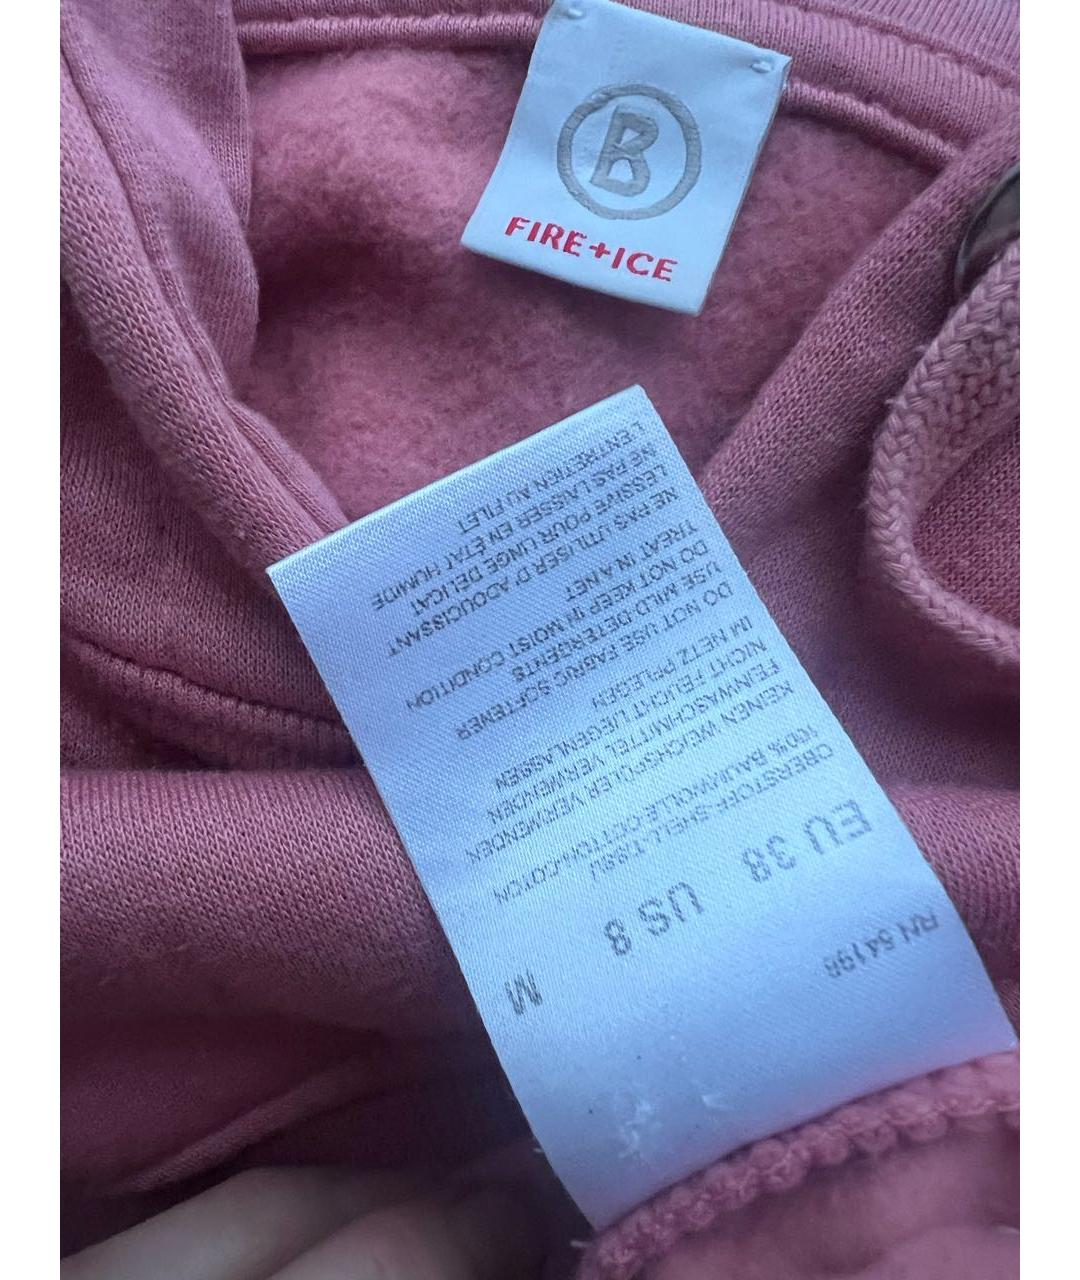 B
FIRE+ICE
RN 54198
EU 38 US 8 M
OBERSTOFF-SHELL-TISSU
100% BAUMWOLLE-COTTON-COTON
KEINEN WEICHSPÜLER VERWENDEN
FEINWASCHMITTEL VERWENDEN
NICHT FEUCHT LIEGENLASSEN
IM NETZ PFLEGEN
DO NOT USE FABRIC SOFTENER
USE MILD DETERGENTS
DO NOT KEEP IN MOIST CONDITION
TREAT IN A NET
NE PAS UTILISER D'ADOUCISSANT
LESSIVE POUR LINGE DÉLICAT
NE PAS LAISSER EN ÉTAT HUMIDE
L'ENTRETIEN AU FILET